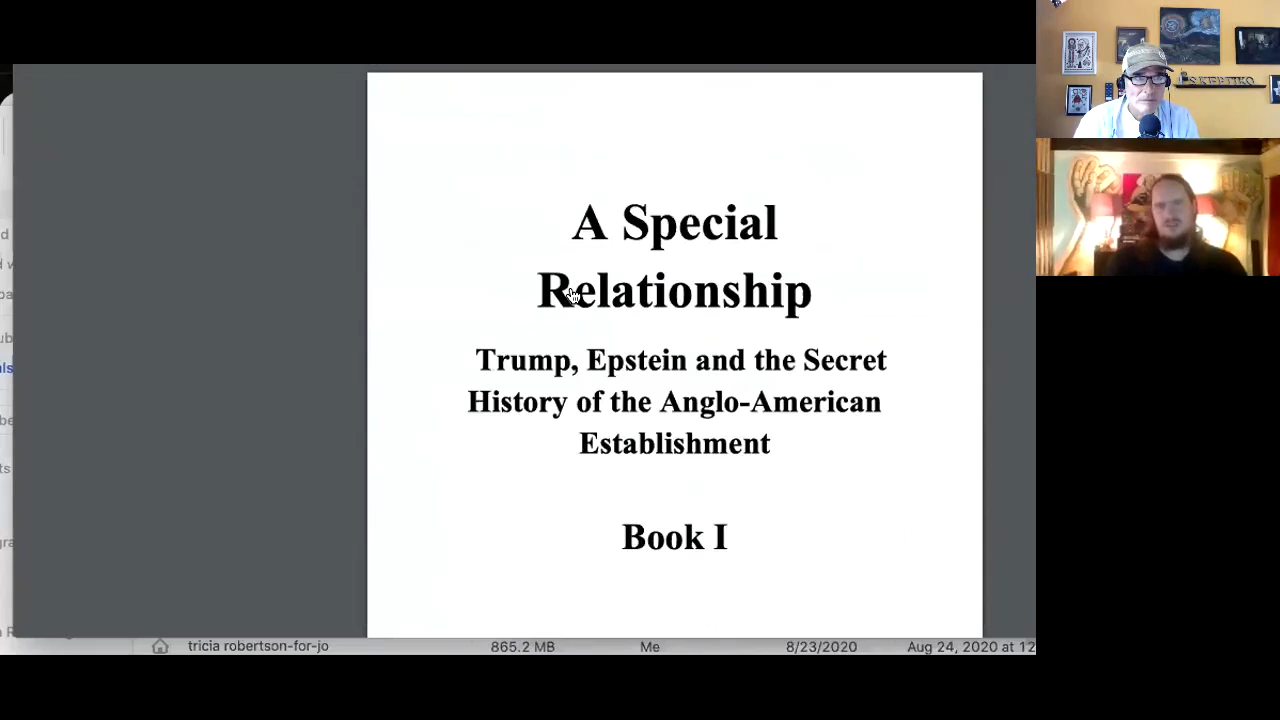 SKEPTIKO
A Special
Relationship
Trump, Epstein and the Secret
History of the Anglo-American
Establishment
Book I
tricia robertson-for-jo 865.2 MB Me 8/23/2020 Aug 24, 2020 at 12